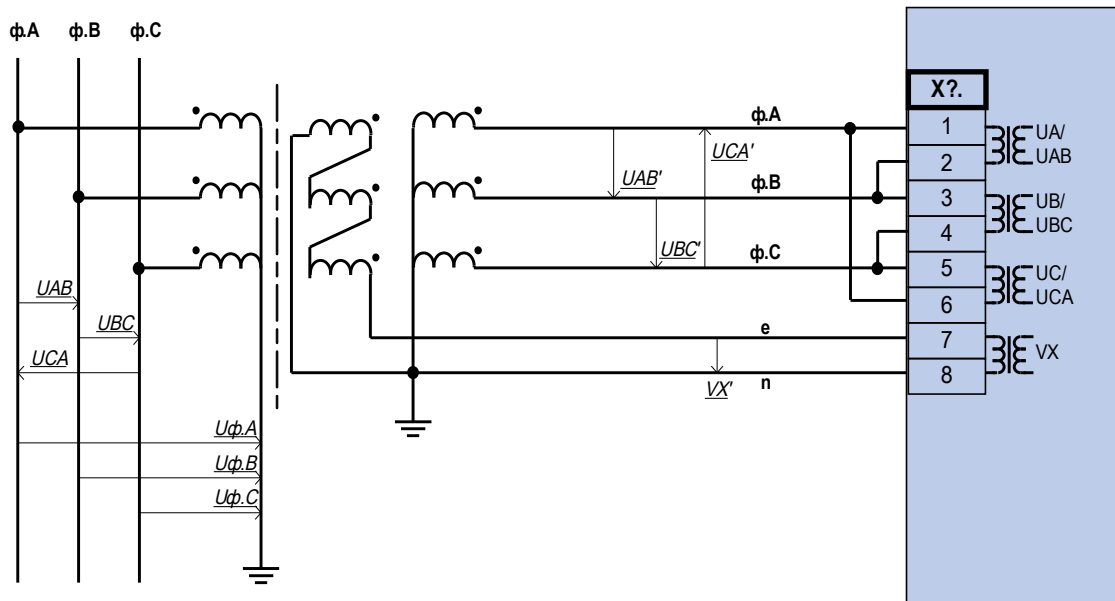 ф.А ф.В ф.С
X?.
1
2
3
4
5
6
7
8
UA/
UAB
UB/
UBC
UC/
UCA
VX
ф.А
ф.В
ф.С
e
n
UAB'
UBC'
UCA'
VX'
UAB
UBC
UCA
Uф.А
Uф.В
Uф.С